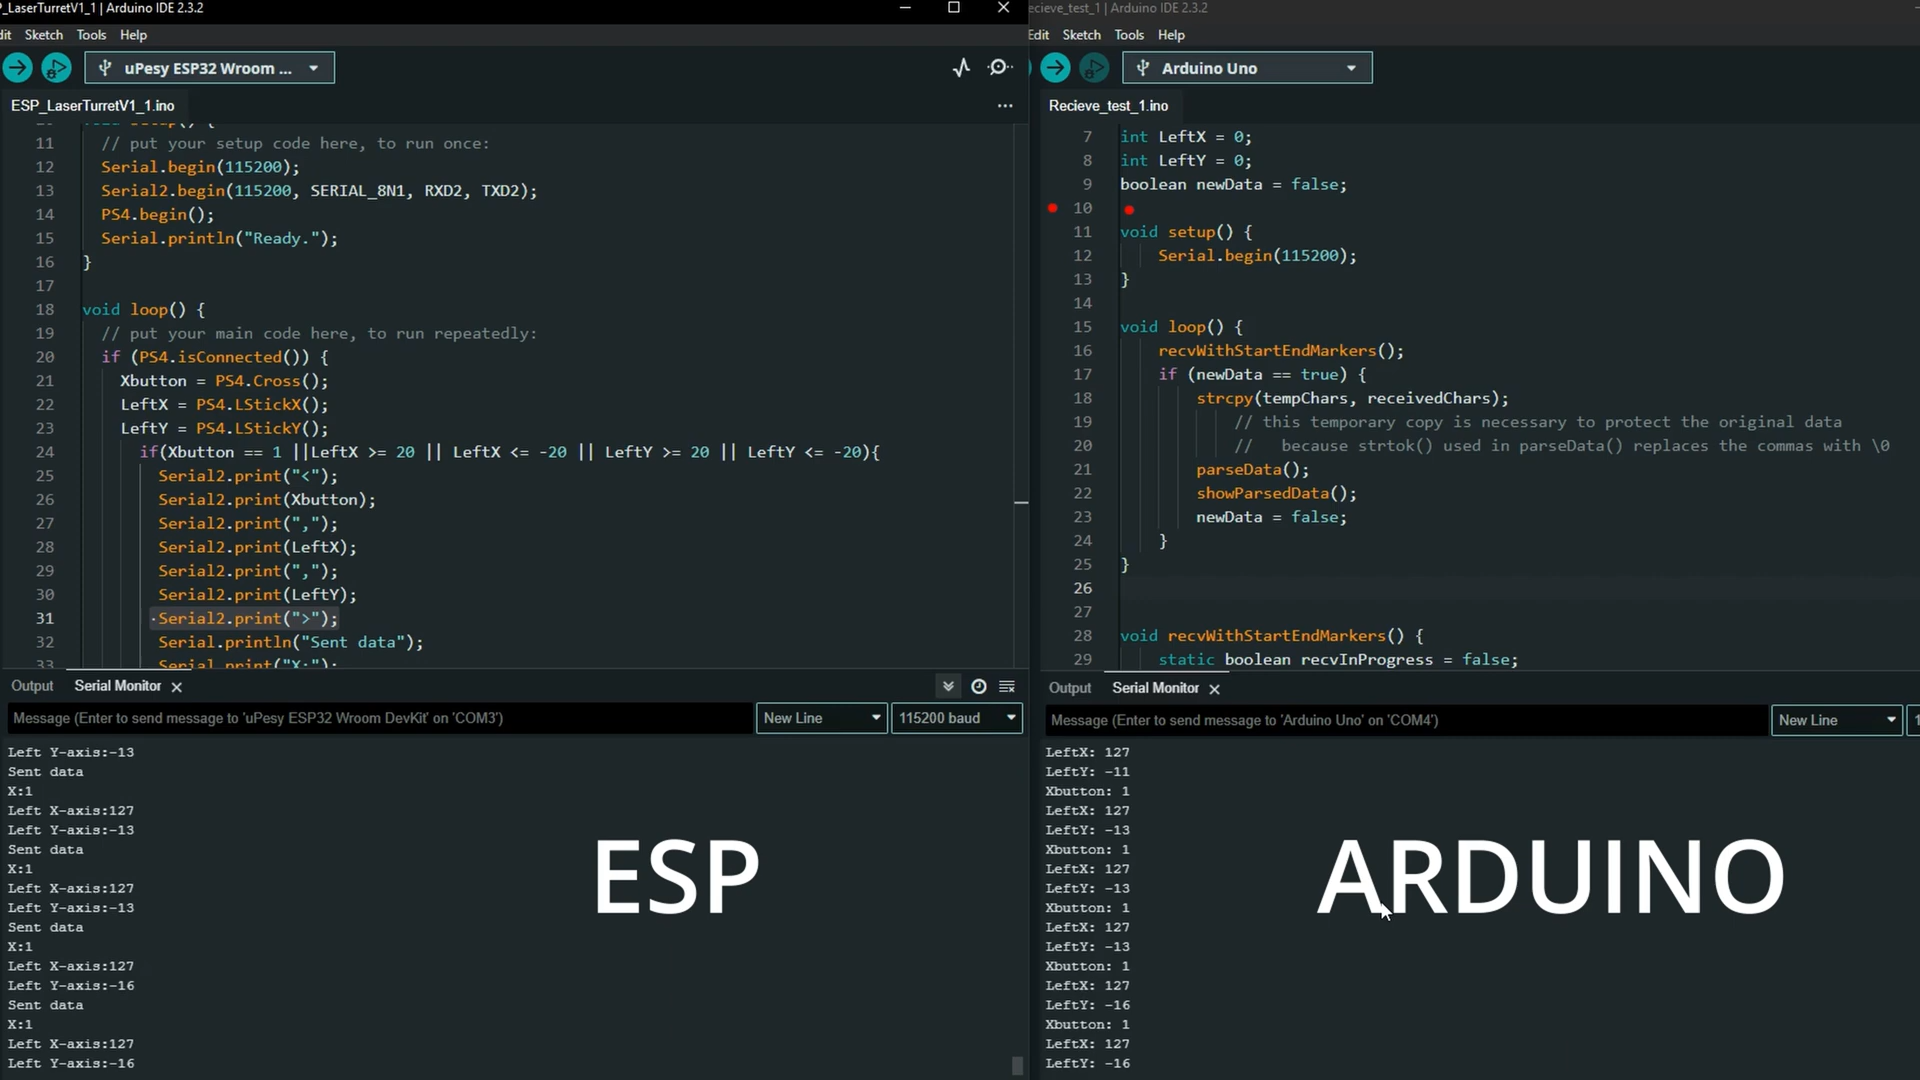 P_LaserTurretV1_1 | Arduino IDE 2.3.2
dit Sketch Tools Help
uPesy ESP32 Wroom ...
ESP_LaserTurretV1_1.ino
11 // put your setup code here, to run once:
12 Serial.begin(115200);
13 Serial2.begin(115200, SERIAL_8N1, RXD2, TXD2);
14 PS4.begin();
15 Serial.println("Ready.");
16 }
17
18 void loop() {
19 // put your main code here, to run repeatedly:
20 if (PS4.isConnected()) {
21 Xbutton = PS4.Cross();
22 LeftX = PS4.LStickX();
23 LeftY = PS4.LStickY();
24 if(Xbutton == 1 ||LeftX >= 20 || LeftX <= -20 || LeftY >= 20 || LeftY <= -20){
25 Serial2.print("<");
26 Serial2.print(Xbutton);
27 Serial2.print(",");
28 Serial2.print(LeftX);
29 Serial2.print(",");
30 Serial2.print(LeftY);
31 Serial2.print(">");
32 Serial.println("Sent data");
33 Serial.print("X:");
Output Serial Monitor
Message (Enter to send message to 'uPesy ESP32 Wroom DevKit' on 'COM3')
New Line
115200 baud
Left Y-axis:-13
Sent data
X:1
Left X-axis:127
Left Y-axis:-13
Sent data
X:1
Left X-axis:127
Left Y-axis:-13
Sent data
X:1
Left X-axis:127
Left Y-axis:-16
Sent data
X:1
Left X-axis:127
Left Y-axis:-16
ESP
ecieve_test_1 | Arduino IDE 2.3.2
Edit Sketch Tools Help
Arduino Uno
Recieve_test_1.ino
7 int LeftX = 0;
8 int LeftY = 0;
9 boolean newData = false;
10
11 void setup() {
12 Serial.begin(115200);
13 }
14
15 void loop() {
16 recvWithStartEndMarkers();
17 if (newData == true) {
18 strcpy(tempChars, receivedChars);
19 // this temporary copy is necessary to protect the original data
20 // because strtok() used in parseData() replaces the commas with \0
21 parseData();
22 showParsedData();
23 newData = false;
24 }
25 }
26
27
28 void recvWithStartEndMarkers() {
29 static boolean recvInProgress = false;
Output Serial Monitor
Message (Enter to send message to 'Arduino Uno' on 'COM4')
New Line
1
LeftX: 127
LeftY: -11
Xbutton: 1
LeftX: 127
LeftY: -13
Xbutton: 1
LeftX: 127
LeftY: -13
Xbutton: 1
LeftX: 127
LeftY: -13
Xbutton: 1
LeftX: 127
LeftY: -16
Xbutton: 1
LeftX: 127
LeftY: -16
ARDUINO